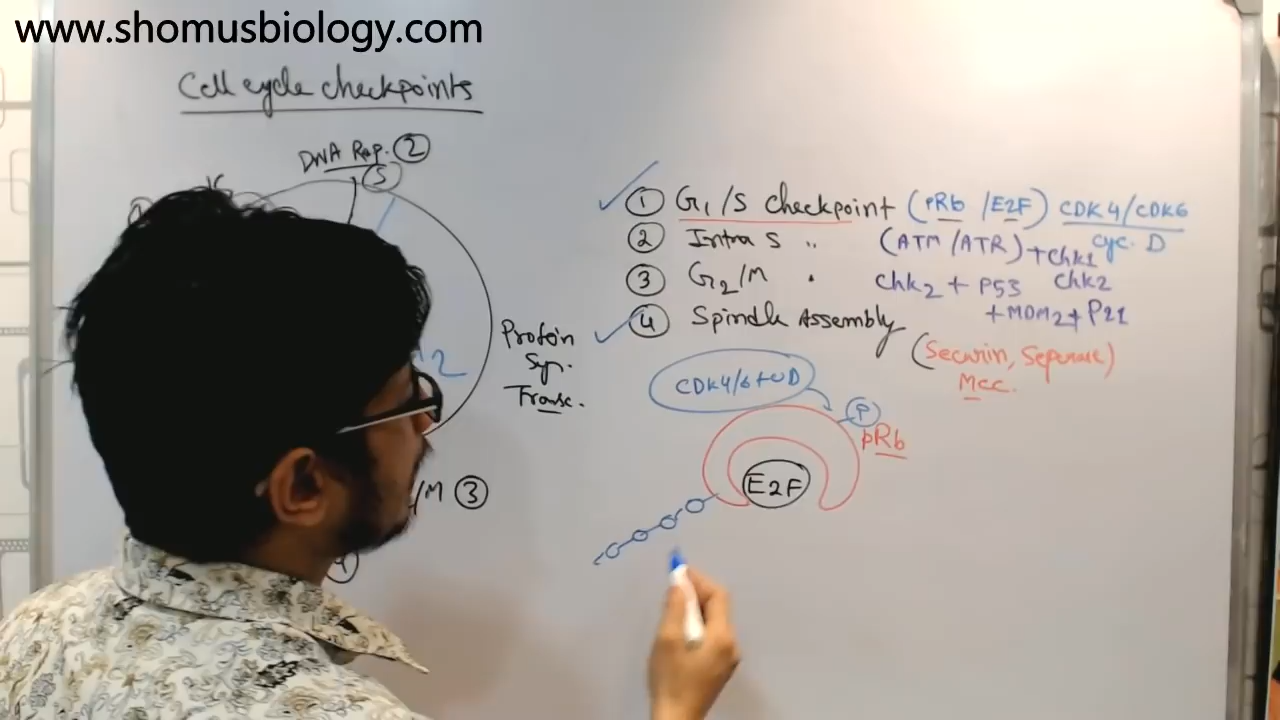 www.shomusbiology.com
Cell cycle checkpoints
DNA Rep. 2
S
Protein
Syn.
Transc.
2
/M 3
4
1 G1/S checkpoint (pRb /E2F) CDK4/CDK6
cyc. D
2 Intra S " (ATM/ATR) + Chk1
Chk2
3 G2/M " Chk2 + P53
+ MDM2 + P21
4 Spindle Assembly
(Securin, Separase)
Mcc.
CDK4/6+CD
P
pRb
E2F